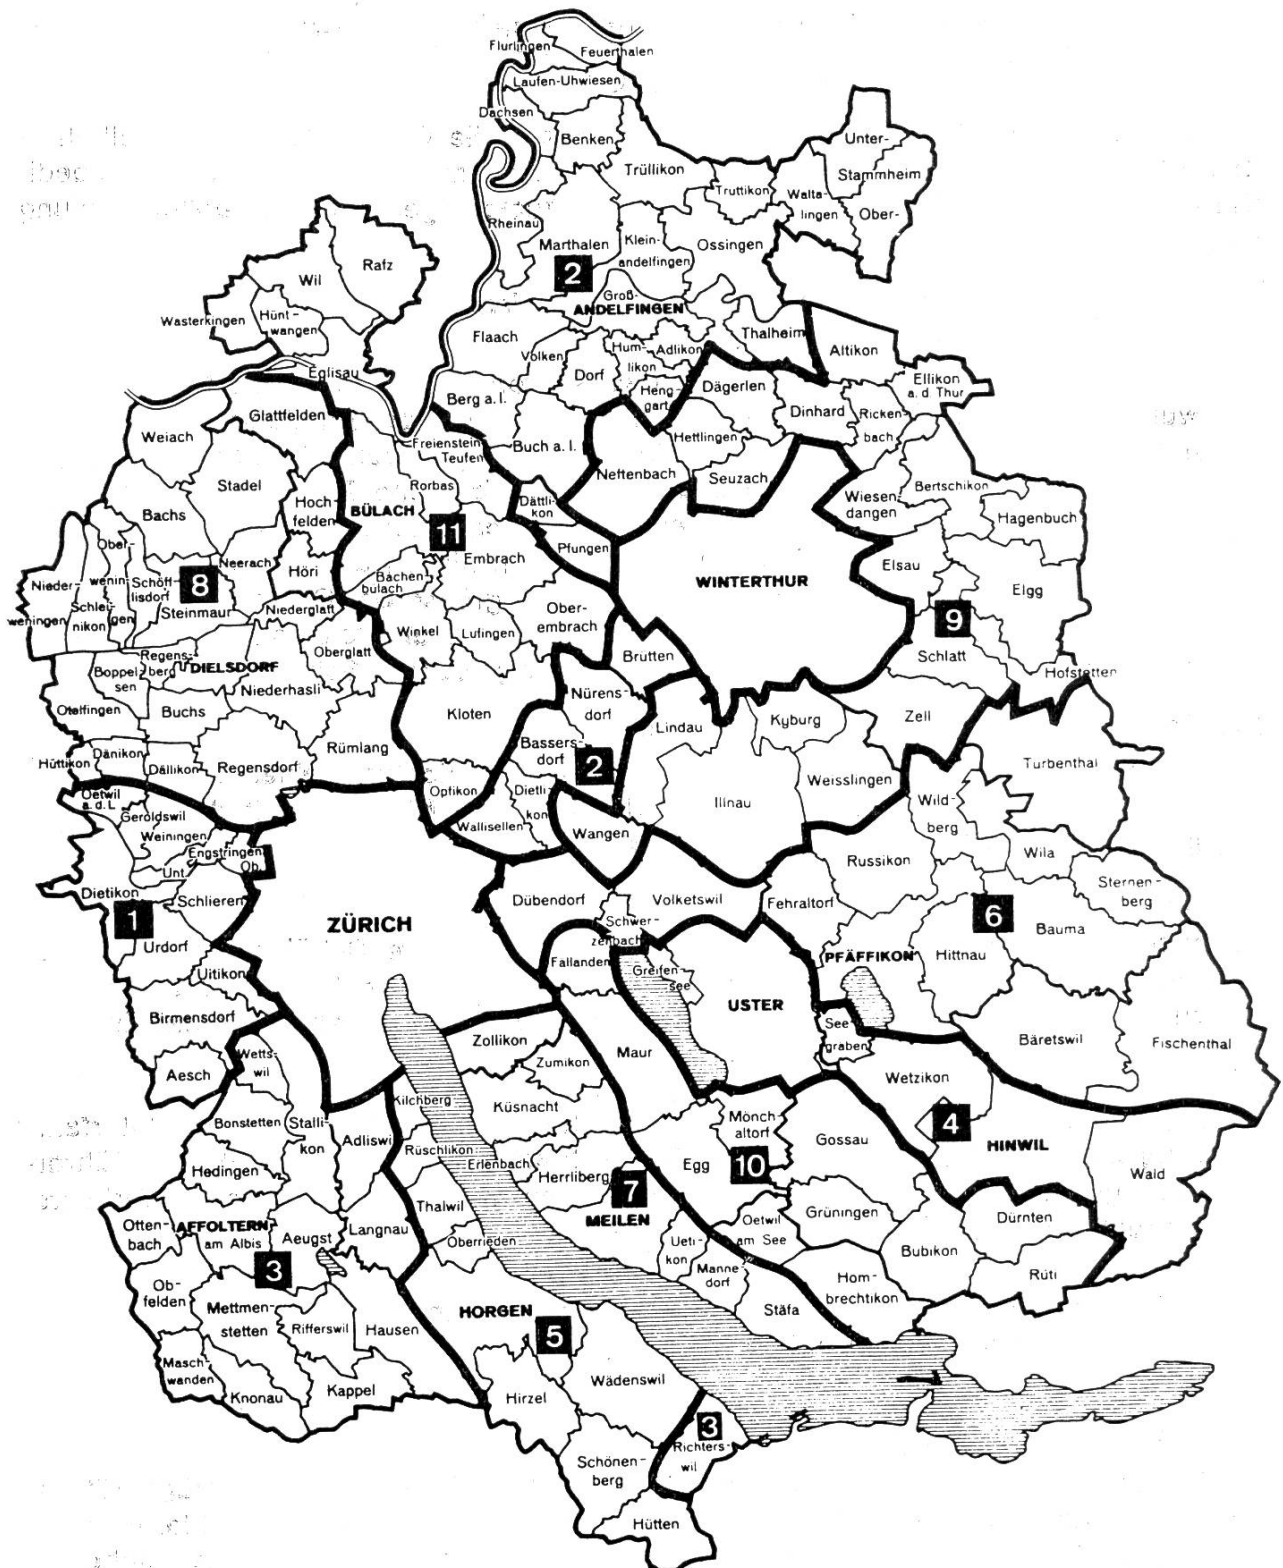 Flurlingen
Feuerthalen
Laufen-Uhwiesen
Dachsen
Benken
Unter-
Stammheim
Ober-
Trüllikon
Truttikon
Walta-
lingen
Rheinau
Marthalen
2
Klein-
andelfingen
Ossingen
Groß-
ANDELFINGEN
Thalheim
Altikon
Rafz
Wil
Hünt-
wangen
Wasterkingen
Flaach
Volken
Dorf
Hum-
likon
Adlikon
Heng-
gart
Dägerlen
Dinhard
Ricken-
bach
Ellikon
a. d. Thur
Eglisau
Glattfelden
Berg a. I.
Buch a. I.
Hettlingen
Nettenbach
Seuzach
Wiesen-
dangen
Bertschikon
Hagenbuch
Weiach
Stadel
Freienstein
Teufen
Rorbas
Dättli-
kon
Bachs
Hoch-
felden
BÜLACH
11
Embrach
Pfungen
WINTERTHUR
Elsau
Elgg
9
Schlatt
Hofstetten
Nieder-
weningen
Ober-
wenin
gen
Schlei-
nikon
Schöff-
lisdorf
8
Steinmaur
Neerach
Höri
Niederglatt
Bachen
bulach
Winkel
Lufingen
Ober-
embrach
Brütten
Regens-
berg
DIELSDORF
Oberglatt
Boppel
sen
Niederhasli
Otelfingen
Buchs
Kloten
Nürens-
dorf
Lindau
Kyburg
Zell
Hüttikon
Dänikon
Dällikon
Regensdorf
Rümlang
Bassers-
dorf
2
Illnau
Weisslingen
Turbenthal
Oetwil
a. d. L.
Geroldswil
Weiningen
Engstringen
Unt.
Ob.
Opfikon
Wallisellen
Dietli-
kon
Wangen
Wild-
berg
Russikon
Wila
Sternen-
berg
Dietikon
1
Schlieren
Urdorf
Uitikon
ZÜRICH
Dübendorf
Volketswil
Fehraltorf
6
Bauma
Schwer-
zenbach
Fällanden
Greifen-
see
PFÄFFIKON
Hittnau
Birmensdorf
Aesch
USTER
See-
graben
Bäretswil
Fischenthal
Wetts-
wil
Zollikon
Zumikon
Maur
Wetzikon
Bonstetten
Stalli-
kon
Kilchberg
Küsnacht
Mönch
altorf
4
HINWIL
Adliswi
Rüschlikon
Erlenbach
Herrliberg
7
MEILEN
Egg
10
Gossau
Wald
Hedingen
Otten-
bach
AFFOLTERN
am Albis
Aeugst
Langnau
Thalwil
Oberrieden
Ueti-
kon
Oetwil
am See
Grüningen
Dürnten
Bubikon
Rüti
3
Ob-
felden
Mettmen-
stetten
Rifferswil
Hausen
HORGEN
5
Manne-
dorf
Stäfa
Hom-
brechtikon
Masch-
wanden
Knonau
Kappel
Hirzel
Wädenswil
3
Richters-
wil
Schönen-
berg
Hütten